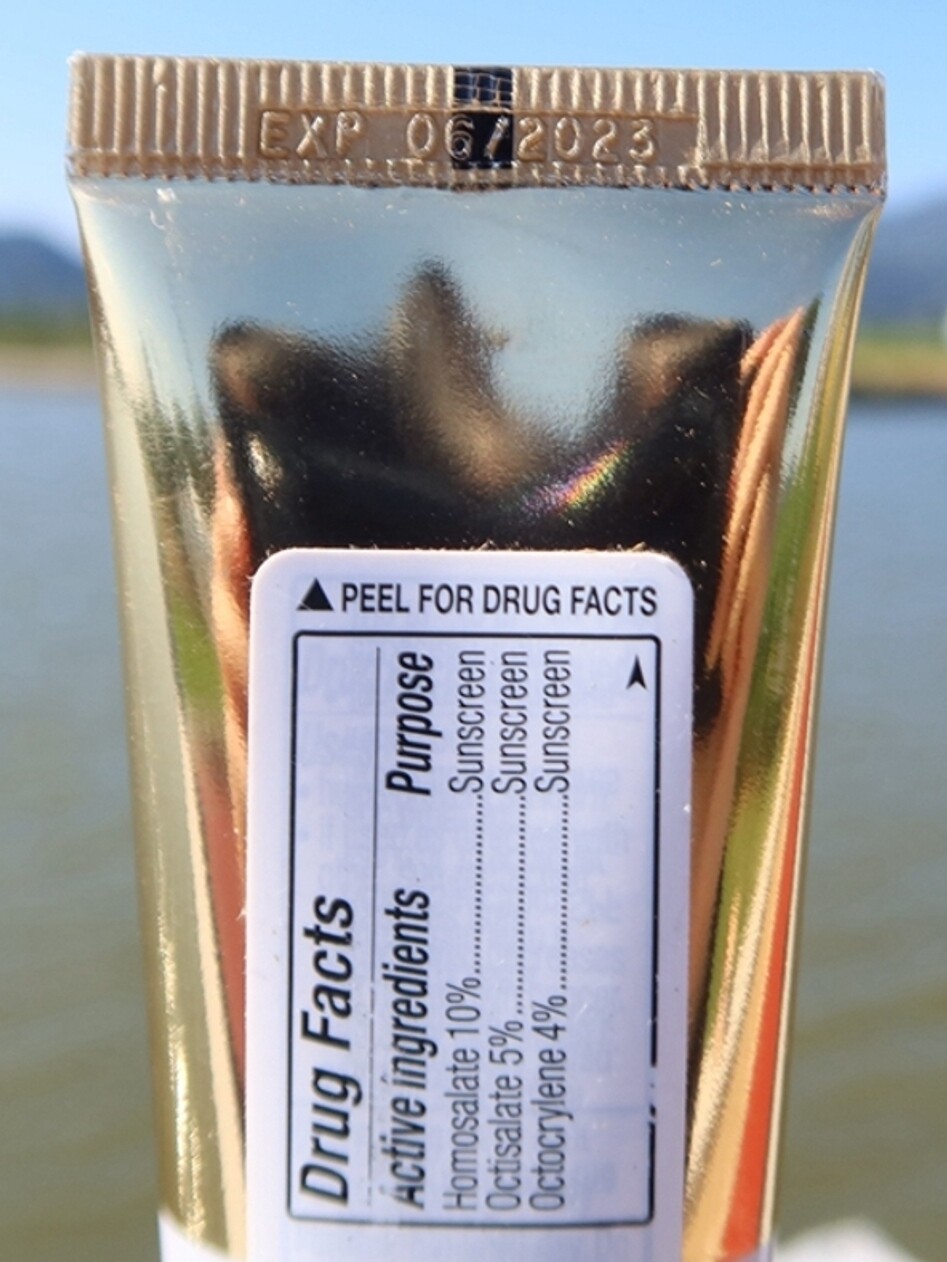 EXP 06/2023
▲ PEEL FOR DRUG FACTS
Drug Facts
Active ingredients Purpose
Homosalate 10%..............................Sunscreen
Octisalate 5%..................................Sunscreen
Octocrylene 4%..............................Sunscreen